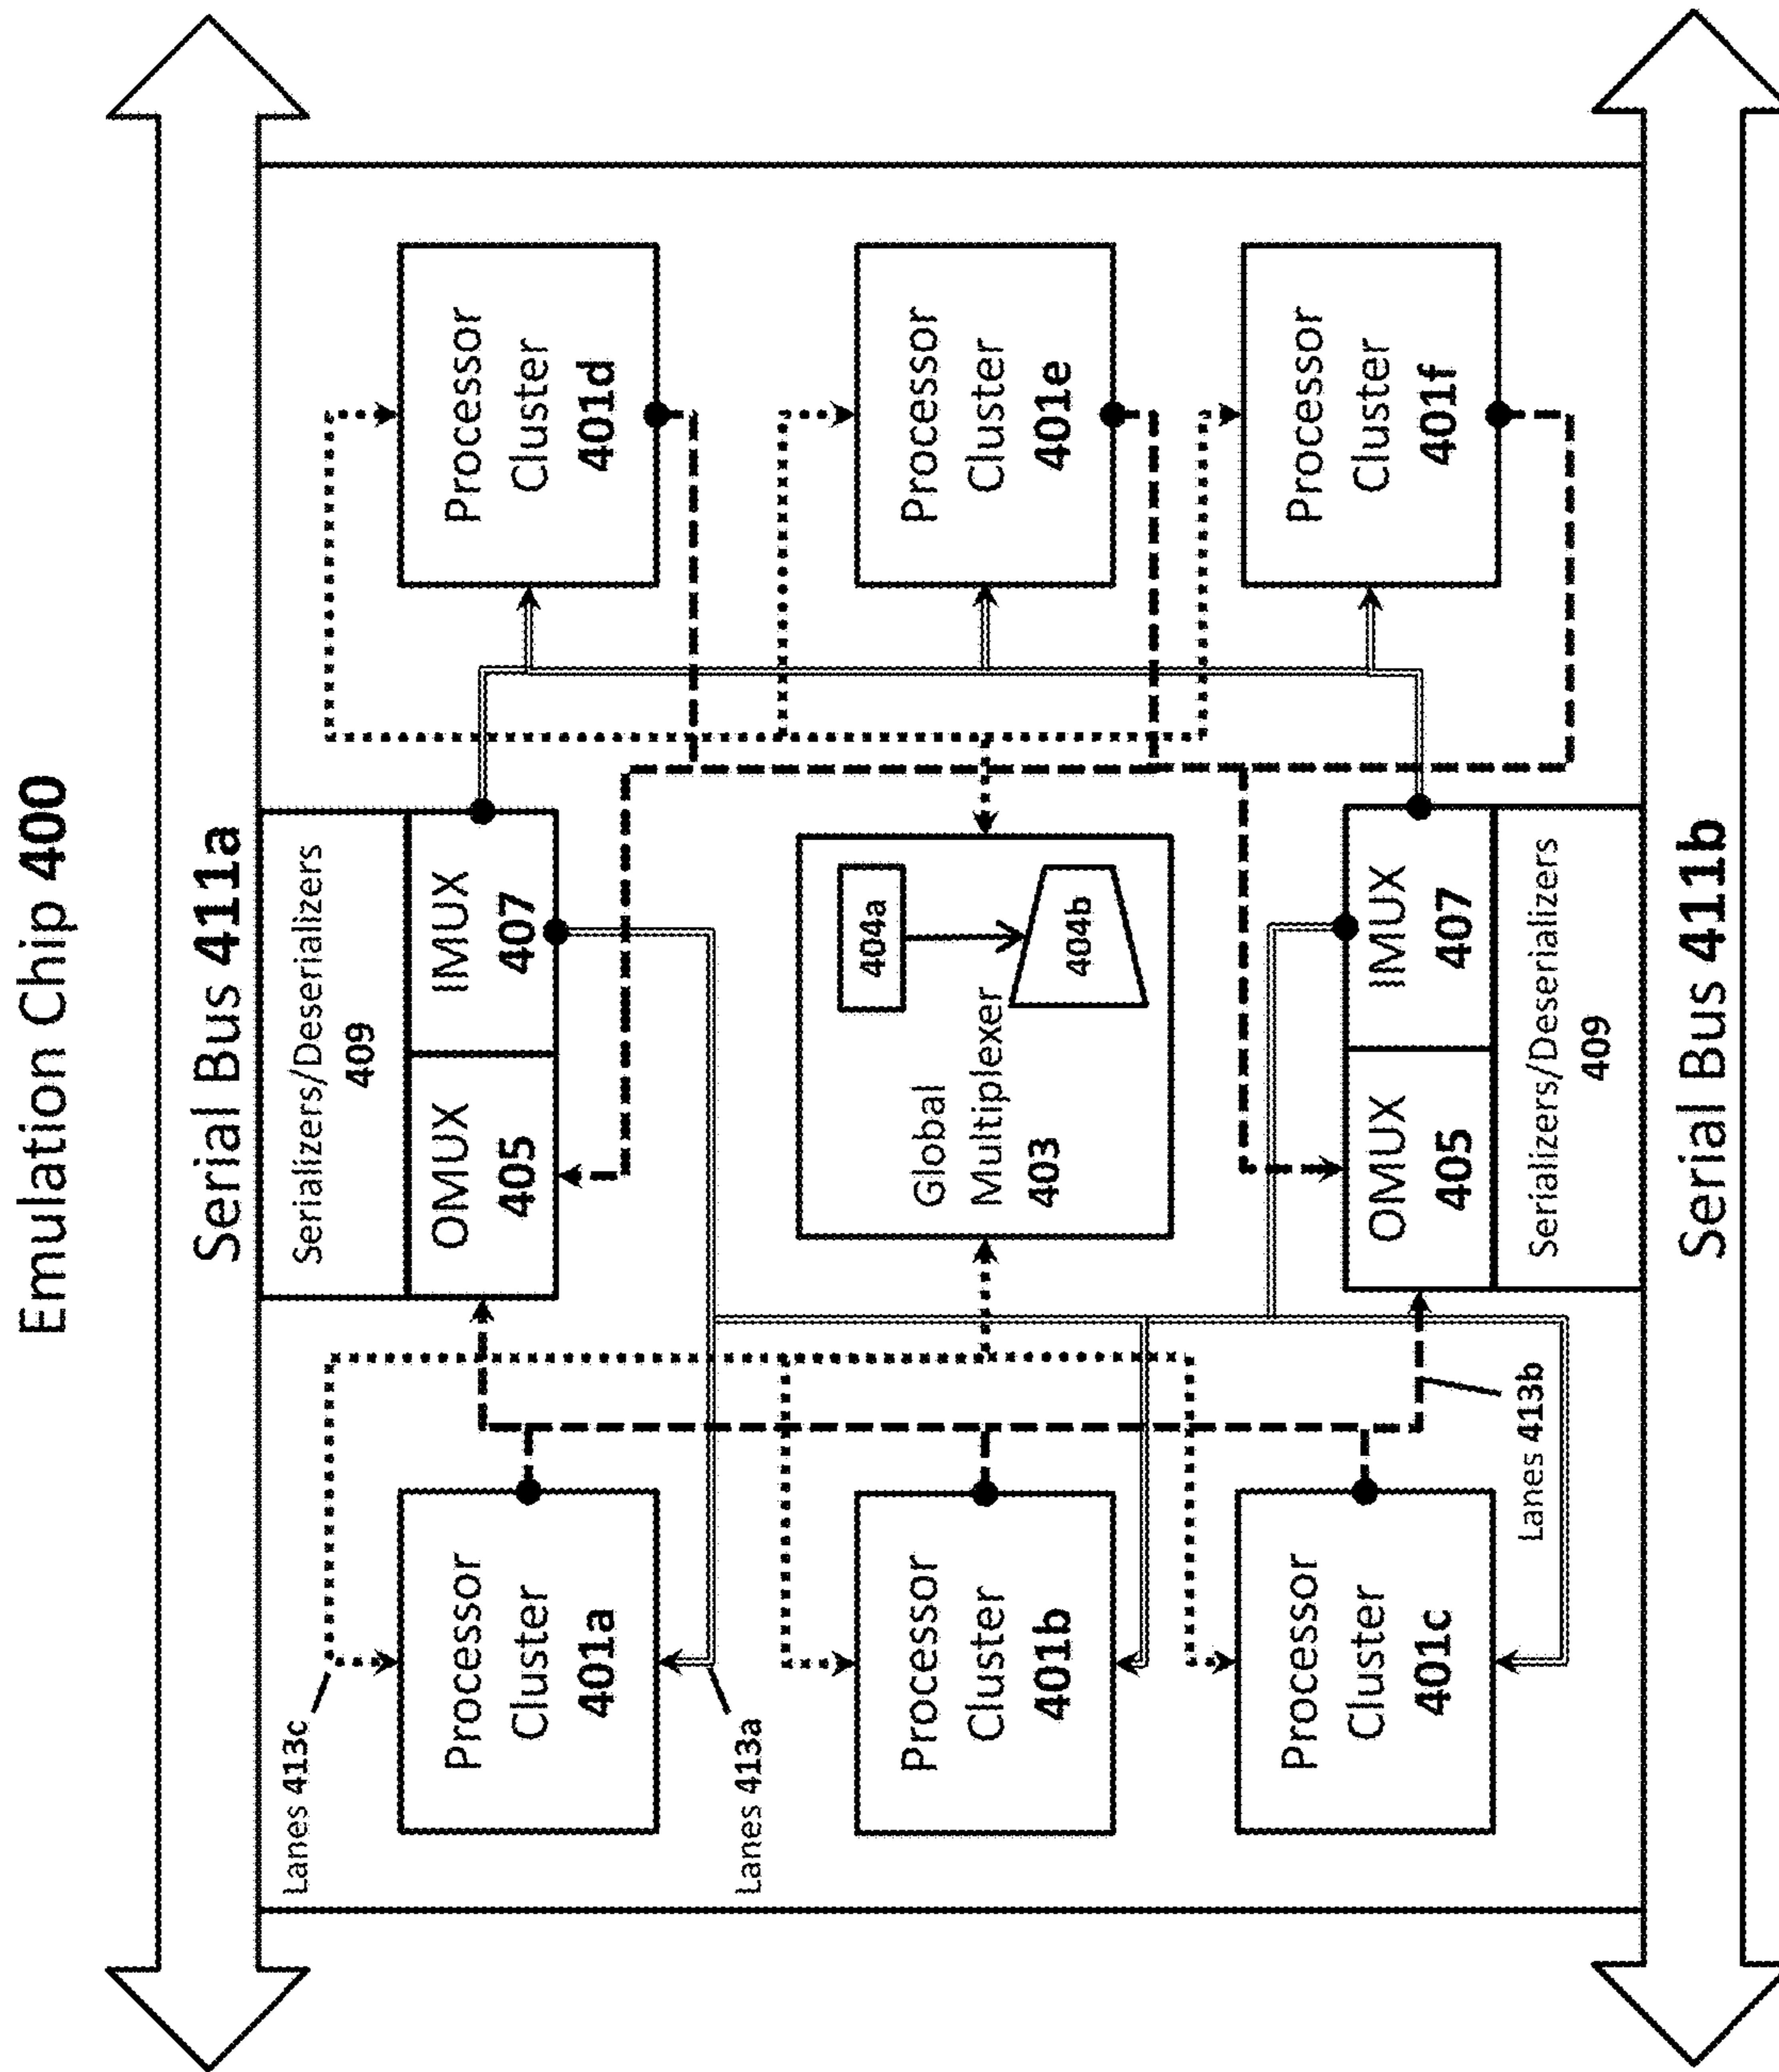 Emulation Chip 400
Serial Bus 411a
Serializers/Deserializers
409
OMUX
405
IMUX
407
Lanes 413c
Processor
Cluster
401a
Lanes 413a
Processor
Cluster
401d
Processor
Cluster
401b
Global
Multiplexer
403
404a
404b
Processor
Cluster
401e
Processor
Cluster
401c
Lanes 413b
OMUX
405
IMUX
407
Serializers/Deserializers
409
Processor
Cluster
401f
Serial Bus 411b